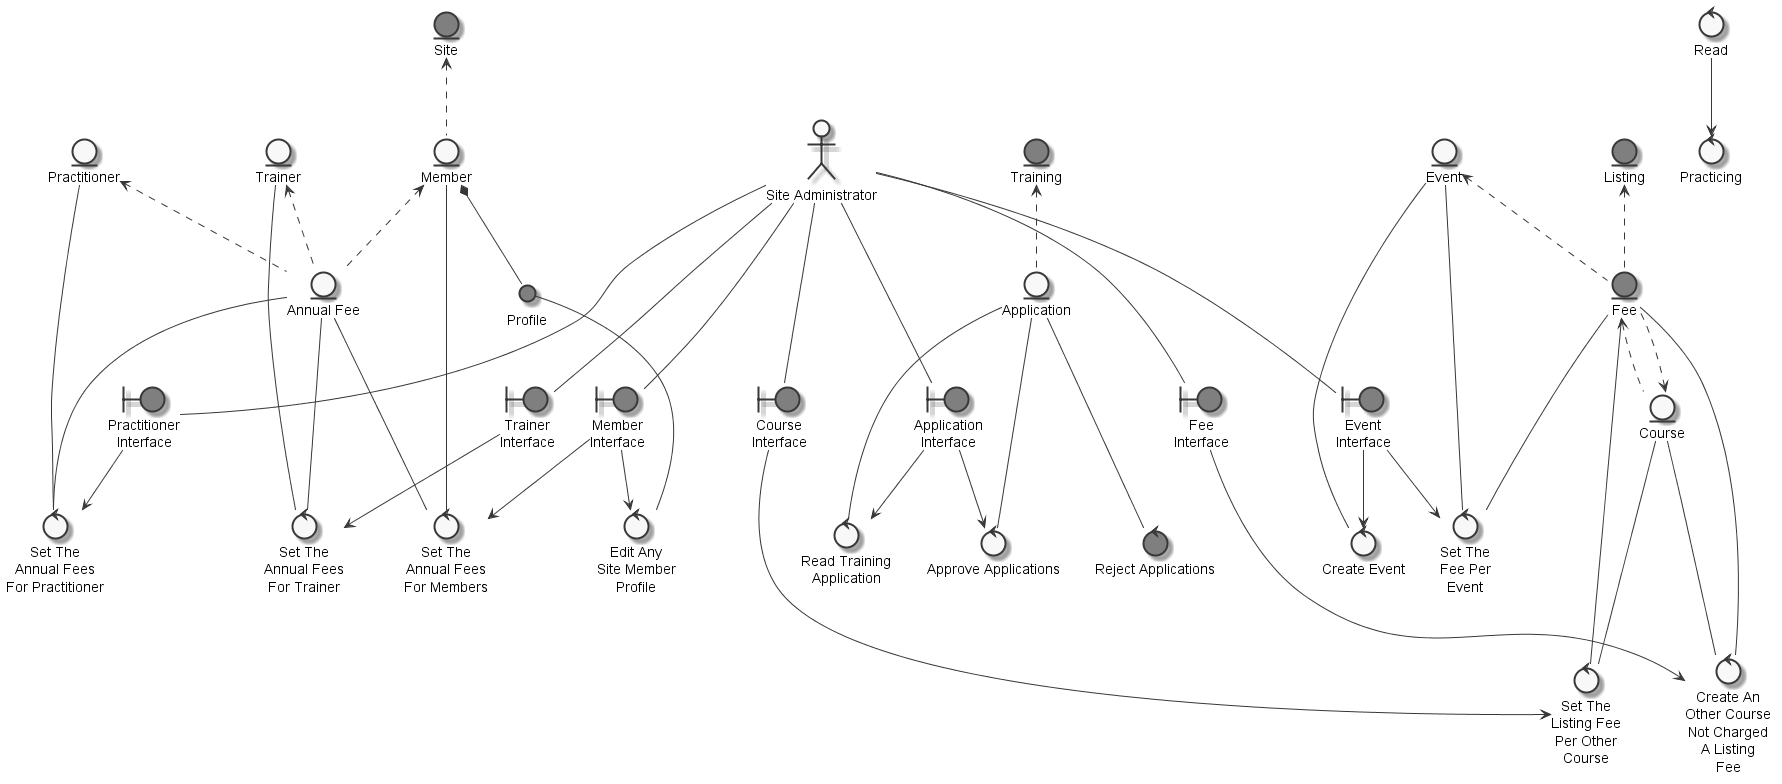 Site
Read
Practitioner
Trainer
Member
Site Administrator
Training
Event
Listing
Practicing
Annual Fee
Profile
Application
Fee
Practitioner
Interface
Trainer
Interface
Member
Interface
Course
Interface
Application
Interface
Fee
Interface
Event
Interface
Course
Set The
Annual Fees
For Practitioner
Set The
Annual Fees
For Trainer
Set The
Annual Fees
For Members
Edit Any
Site Member
Profile
Read Training
Application
Approve Applications
Reject Applications
Create Event
Set The
Fee Per
Event
Set The
Listing Fee
Per Other
Course
Create An
Other Course
Not Charged
A Listing
Fee